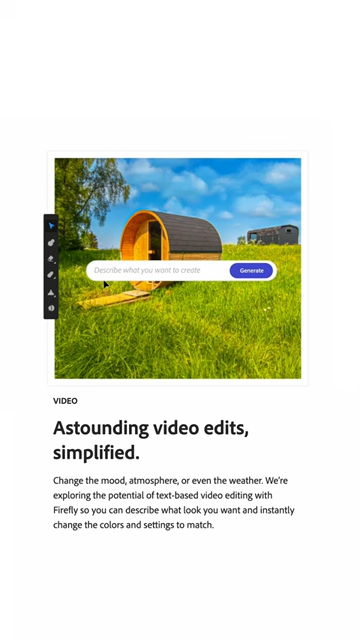 Describe what you want to create
Generate
VIDEO
Astounding video edits,
simplified.
Change the mood, atmosphere, or even the weather. We're
exploring the potential of text-based video editing with
Firefly so you can describe what look you want and instantly
change the colors and settings to match.